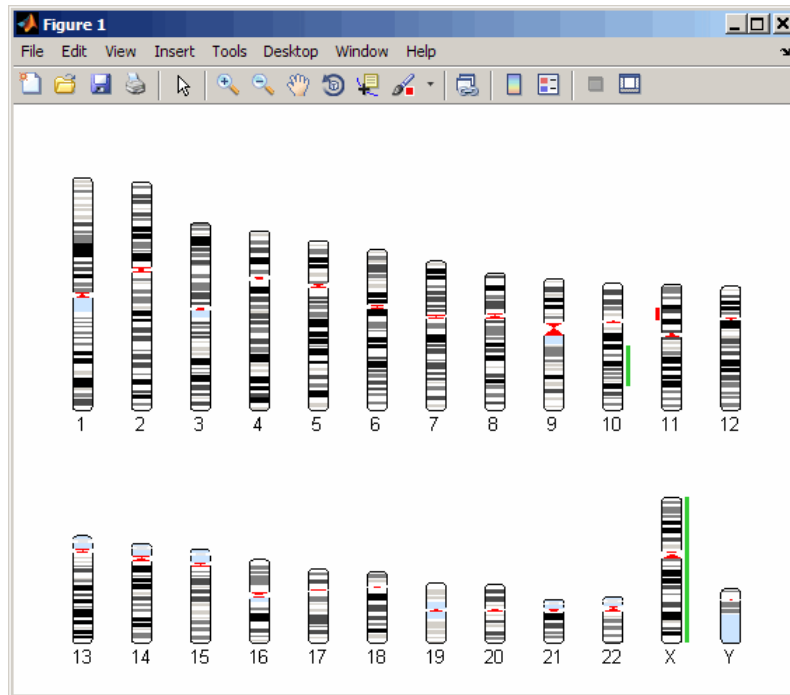 Figure 1
File Edit View Insert Tools Desktop Window Help
1 2 3 4 5 6 7 8 9 10 11 12
13 14 15 16 17 18 19 20 21 22 X Y